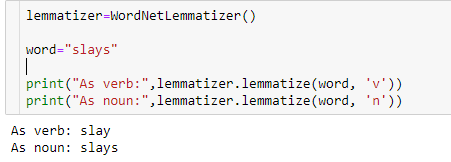 lemmatizer=WordNetLemmatizer()
word="slays"
print("As verb:",lemmatizer.lemmatize(word, 'v'))
print("As noun:",lemmatizer.lemmatize(word, 'n'))
As verb: slay
As noun: slays